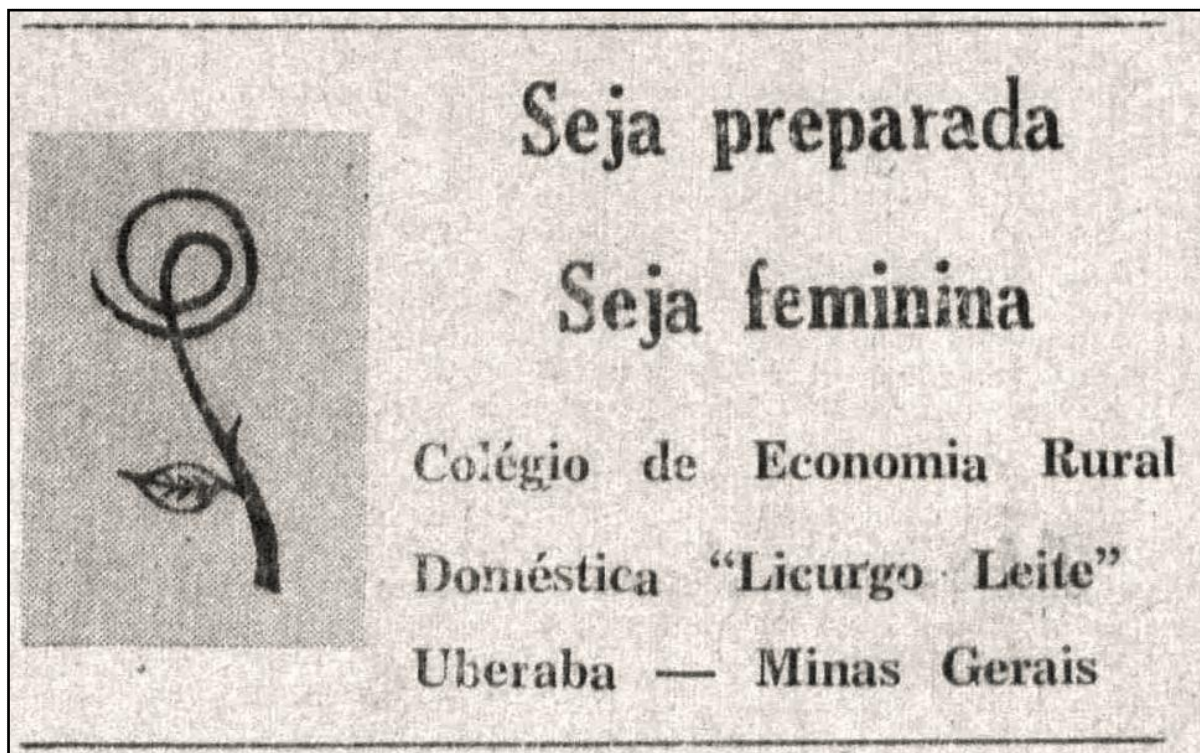 Seja preparada
Seja feminina
Colégio de Economia Rural
Doméstica “Licurgo Leite”
Uberaba — Minas Gerais